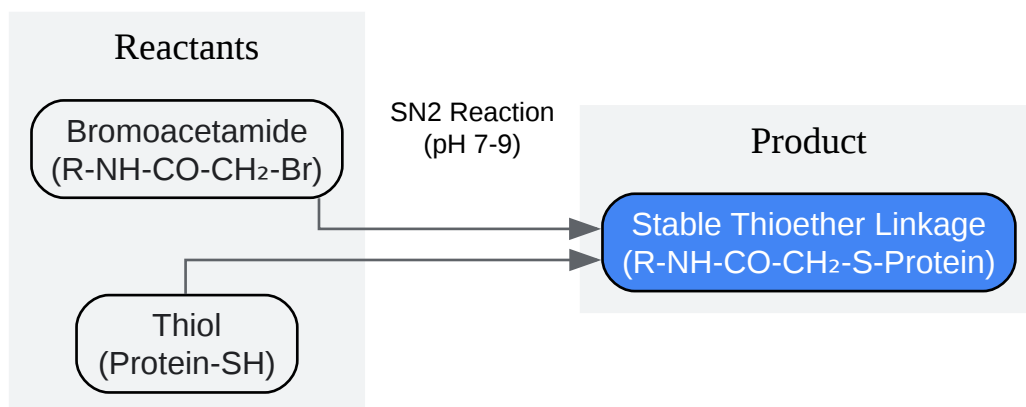 Reactants
Bromoacetamide
(R-NH-CO-CH₂-Br)
Thiol
(Protein-SH)
SN2 Reaction
(pH 7-9)
Product
Stable Thioether Linkage
(R-NH-CO-CH₂-S-Protein)